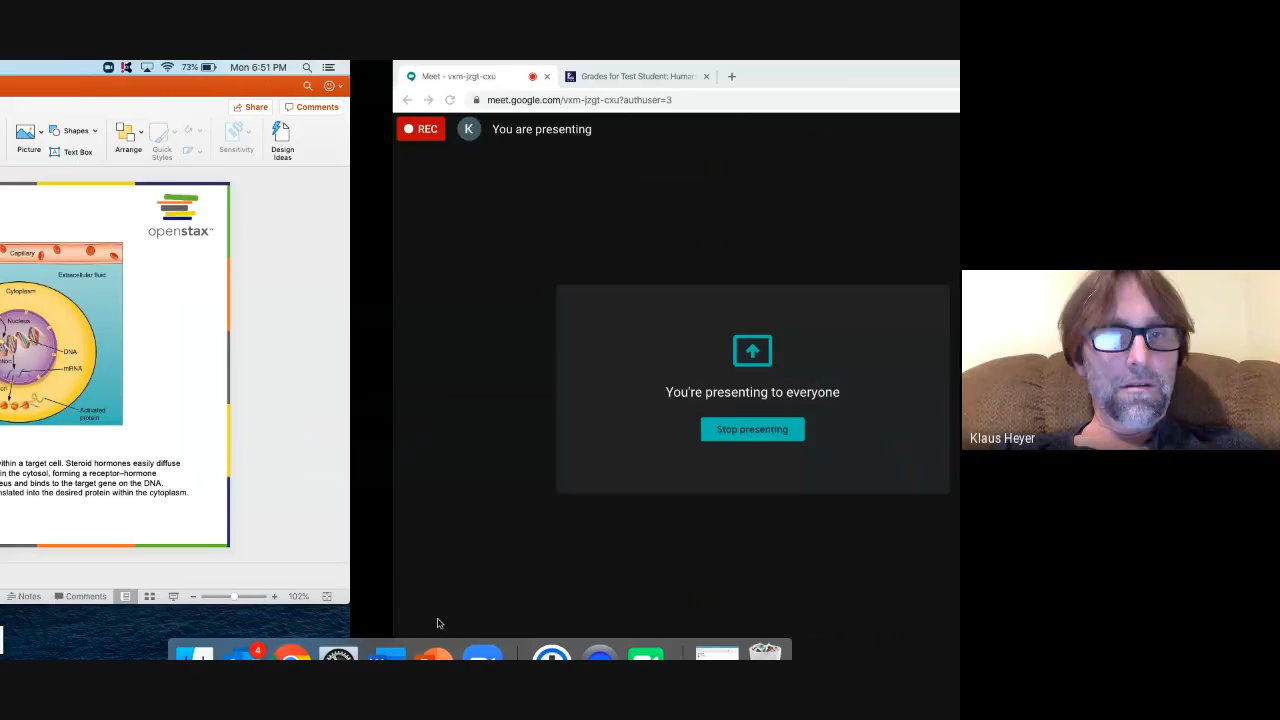 73%
Mon 6:51 PM
Share
Comments
Picture
Shapes
Text Box
Arrange
Quick
Styles
Sensitivity
Design
Ideas
openstax™
Capillary
Extracellular fluid
Cytoplasm
Nucleus
DNA
mRNA
Activated
protein
ithin a target cell. Steroid hormones easily diffuse
in the cytosol, forming a receptor–hormone
eus and binds to the target gene on the DNA.
nslated into the desired protein within the cytoplasm.
Notes
Comments
102%
Meet - vxm-jzgt-cxu
Grades for Test Student: Human
meet.google.com/vxm-jzgt-cxu?authuser=3
REC
K
You are presenting
You're presenting to everyone
Stop presenting
4
Klaus Heyer